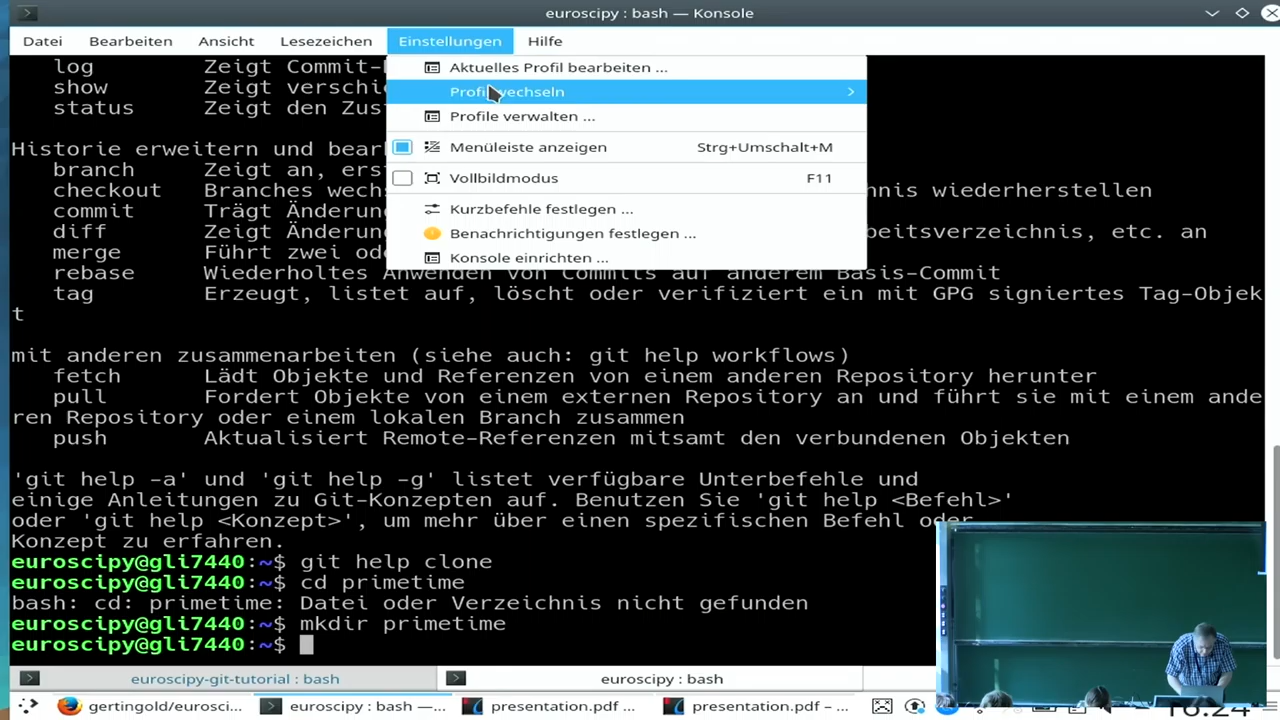 euroscipy : bash — Konsole
Datei Bearbeiten Ansicht Lesezeichen Einstellungen Hilfe
Aktuelles Profil bearbeiten ...
Profil wechseln
Profile verwalten ...
Menüleiste anzeigen Strg+Umschalt+M
Vollbildmodus F11
Kurzbefehle festlegen ...
Benachrichtigungen festlegen ...
Konsole einrichten ...
log Zeigt Commit-
show Zeigt verschi
status Zeigt den Zus
Historie erweitern und bear
branch Zeigt an, ers
checkout Branches wechs nis wiederherstellen
commit Trägt Änderun
diff Zeigt Änderun beitsverzeichnis, etc. an
merge Führt zwei o
rebase Wiederholtes Anwenden von Commits auf anderem Basis-Commit
tag Erzeugt, listet auf, löscht oder verifiziert ein mit GPG signiertes Tag-Objek
t
mit anderen zusammenarbeiten (siehe auch: git help workflows)
fetch Lädt Objekte und Referenzen von einem anderen Repository herunter
pull Fordert Objekte von einem externen Repository an und führt sie mit einem ande
ren Repository oder einem lokalen Branch zusammen
push Aktualisiert Remote-Referenzen mitsamt den verbundenen Objekten
'git help -a' und 'git help -g' listet verfügbare Unterbefehle und
einige Anleitungen zu Git-Konzepten auf. Benutzen Sie 'git help <Befehl>'
oder 'git help <Konzept>', um mehr über einen spezifischen Befehl oder
Konzept zu erfahren.
euroscipy@gli7440:~$ git help clone
euroscipy@gli7440:~$ cd primetime
bash: cd: primetime: Datei oder Verzeichnis nicht gefunden
euroscipy@gli7440:~$ mkdir primetime
euroscipy@gli7440:~$
euroscipy-git-tutorial : bash euroscipy : bash
gertingold/eurosci... euroscipy : bash —... presentation.pdf ... presentation.pdf – ...